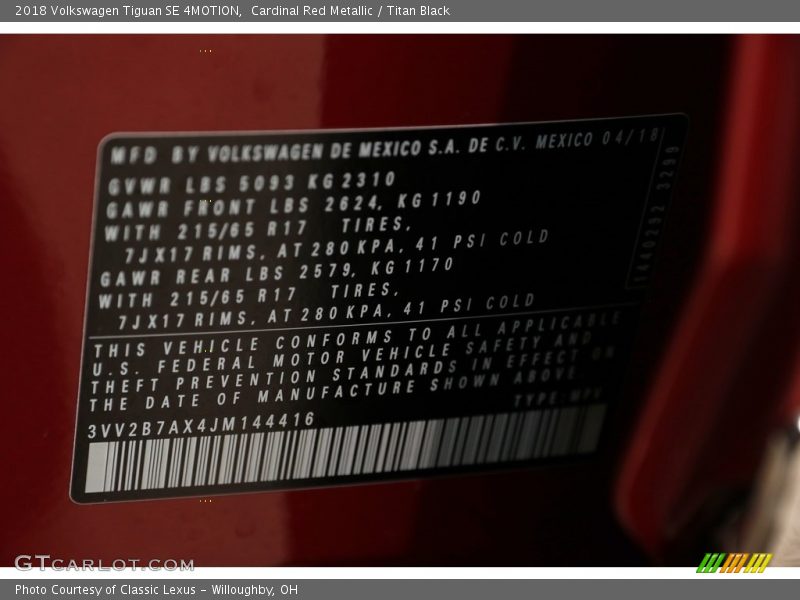 2018 Volkswagen Tiguan SE 4MOTION,  Cardinal Red Metallic / Titan Black
MFD BY VOLKSWAGEN DE MEXICO S.A. DE C.V. MEXICO 04/18
GVWR LBS 5093 KG 2310
GAWR FRONT LBS 2624, KG 1190
WITH 215/65 R17 TIRES,
7JX17 RIMS, AT 280 KPA, 41 PSI COLD
GAWR REAR LBS 2579, KG 1170
WITH 215/65 R17 TIRES,
7JX17 RIMS, AT 280 KPA, 41 PSI COLD
1440232 3299
THIS VEHICLE CONFORMS TO ALL APPLICABLE
U.S. FEDERAL MOTOR VEHICLE SAFETY AND
THEFT PREVENTION STANDARDS IN EFFECT ON
THE DATE OF MANUFACTURE SHOWN ABOVE.
TYPE: MPV
3VV2B7AX4JM144416
GTCARLOT.COM
Photo Courtesy of Classic Lexus - Willoughby, OH